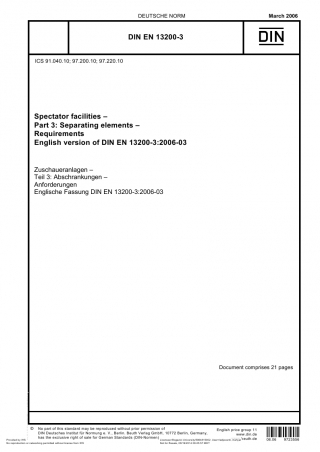 DEUTSCHE NORM
March 2006
DIN EN 13200-3
DIN
ICS 91.040.10; 97.200.10; 97.220.10
Spectator facilities –
Part 3: Separating elements –
Requirements
English version of DIN EN 13200-3:2006-03
Zuschaueranlagen –
Teil 3: Abschrankungen –
Anforderungen
Englische Fassung DIN EN 13200-3:2006-03
Document comprises 21 pages
© No part of this standard may be reproduced without prior permission of
DIN Deutsches Institut für Normung e. V., Berlin. Beuth Verlag GmbH, 10772 Berlin, Germany,
has the exclusive right of sale for German Standards (DIN-Normen)
English price group 11
www.din.de
www.beuth.de